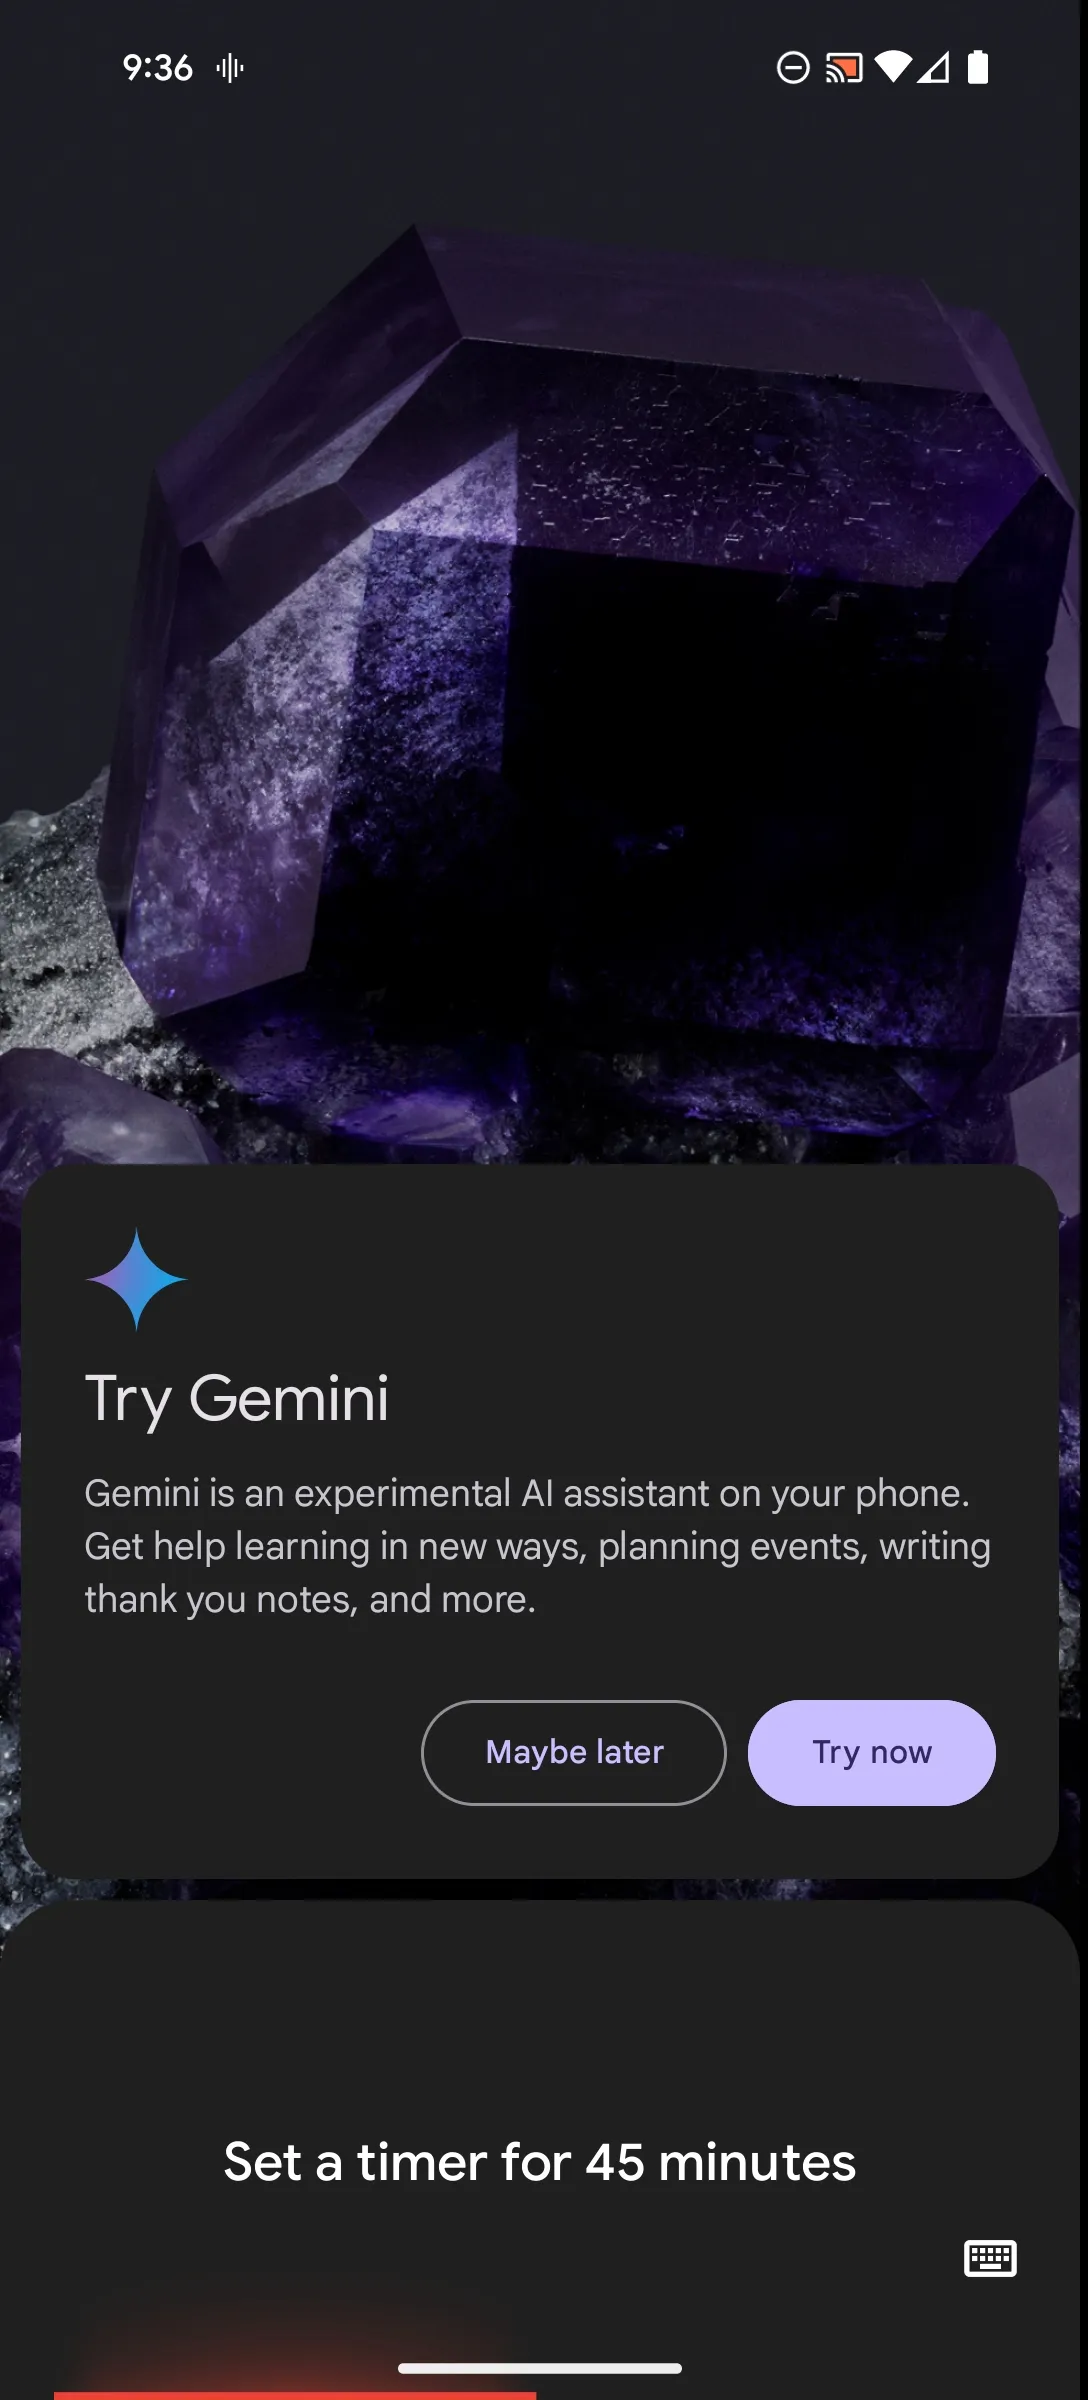 9:36
Try Gemini
Gemini is an experimental AI assistant on your phone.
Get help learning in new ways, planning events, writing
thank you notes, and more.
Maybe later
Try now
Set a timer for 45 minutes